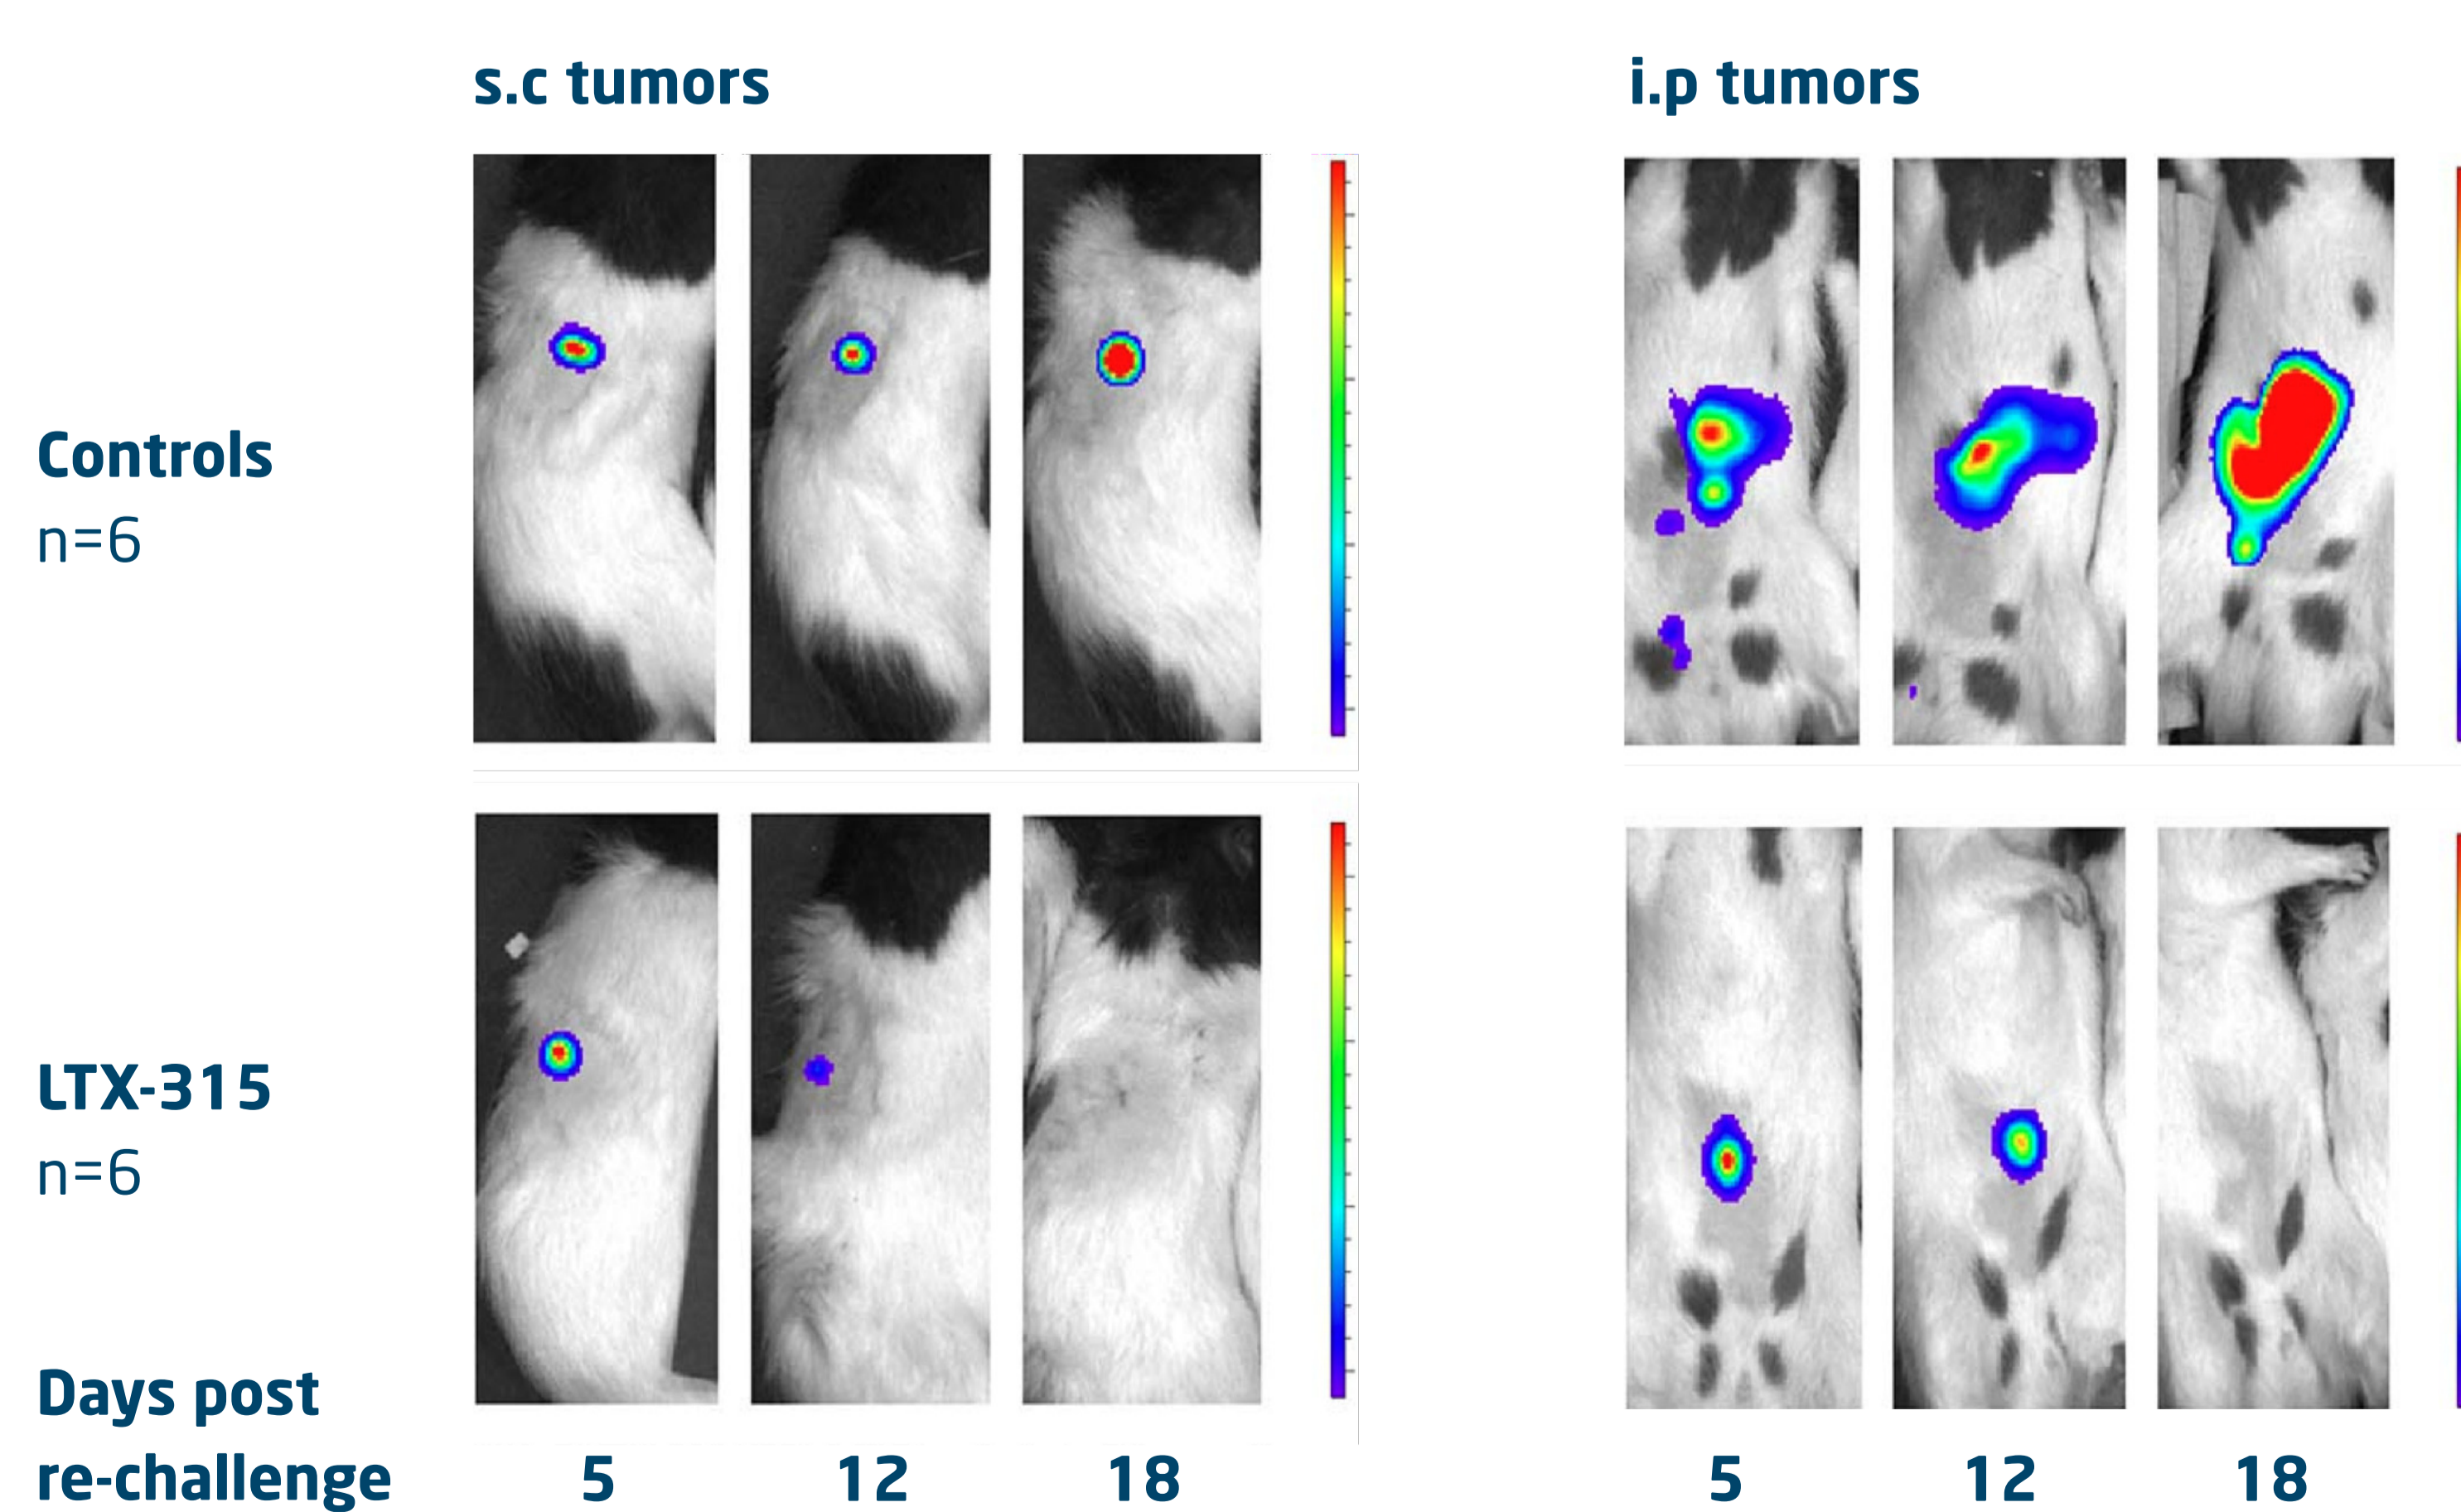 s.c tumors
i.p tumors
Controls
n=6
LTX-315
n=6
Days post
re-challenge
5
12
18
5
12
18